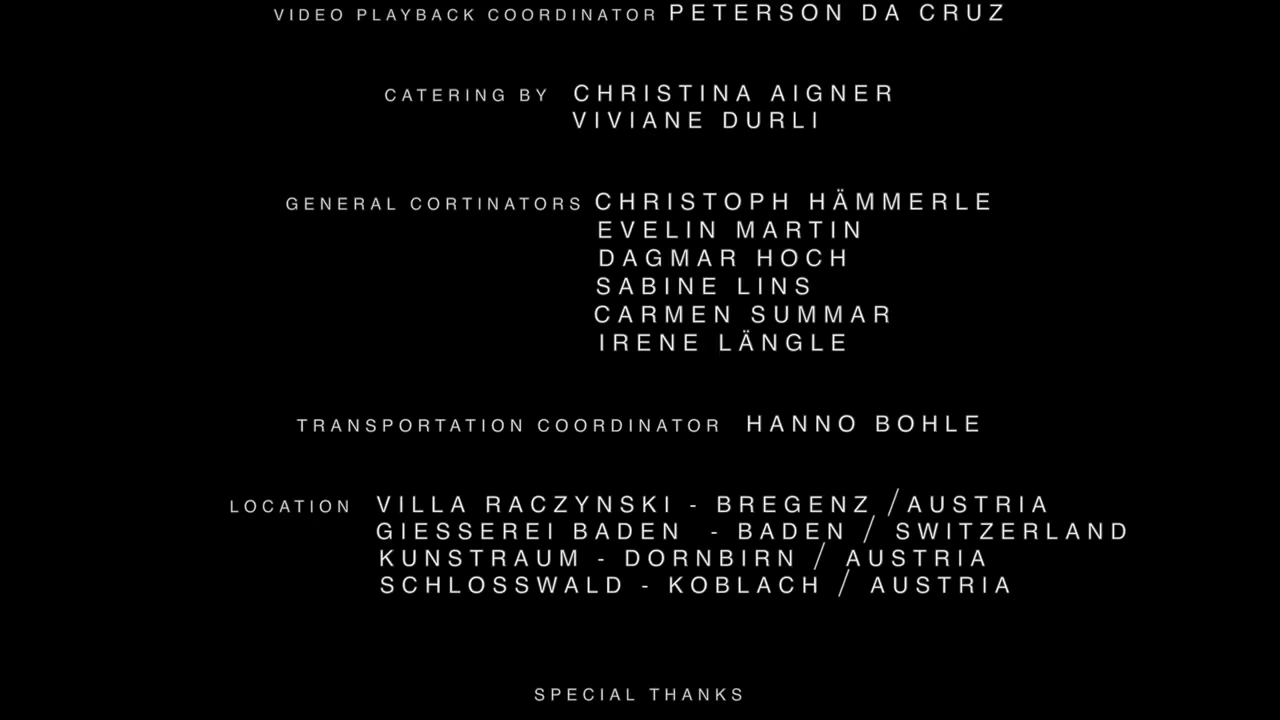 VIDEO PLAYBACK COORDINATOR PETERSON DA CRUZ
CATERING BY CHRISTINA AIGNER
VIVIANE DURLI
GENERAL CORTINATORS CHRISTOPH HÄMMERLE
EVELIN MARTIN
DAGMAR HOCH
SABINE LINS
CARMEN SUMMAR
IRENE LÄNGLE
TRANSPORTATION COORDINATOR HANNO BOHLE
LOCATION VILLA RACZYNSKI - BREGENZ /AUSTRIA
GIESSEREI BADEN - BADEN / SWITZERLAND
KUNSTRAUM - DORNBIRN / AUSTRIA
SCHLOSSWALD - KOBLACH / AUSTRIA
SPECIAL THANKS